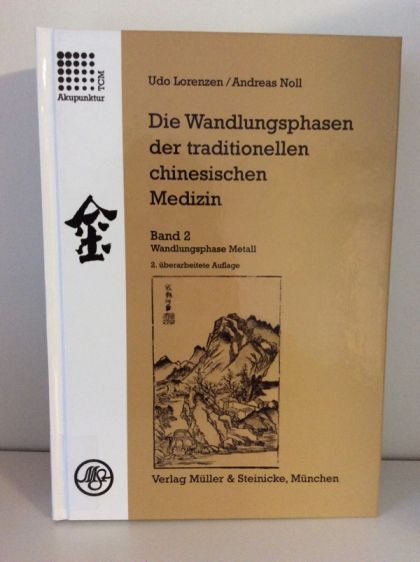 Akupunktur
TCM
Udo Lorenzen/Andreas Noll
Die Wandlungsphasen
der traditionellen
chinesischen
Medizin
Band 2
Wandlungsphase Metall
2. überarbeitete Auflage
金
Verlag Müller & Steinicke, München